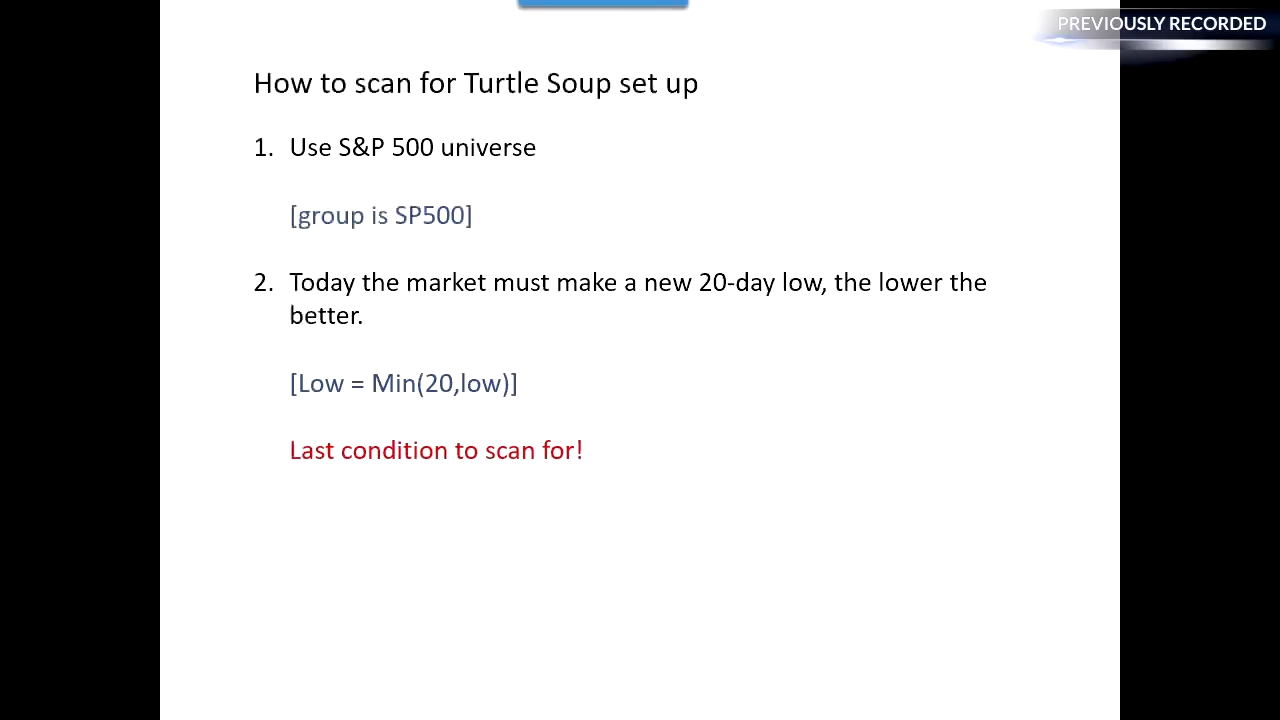 PREVIOUSLY RECORDED
How to scan for Turtle Soup set up
1. Use S&P 500 universe
[group is SP500]
2. Today the market must make a new 20-day low, the lower the
better.
[Low = Min(20,low)]
Last condition to scan for!